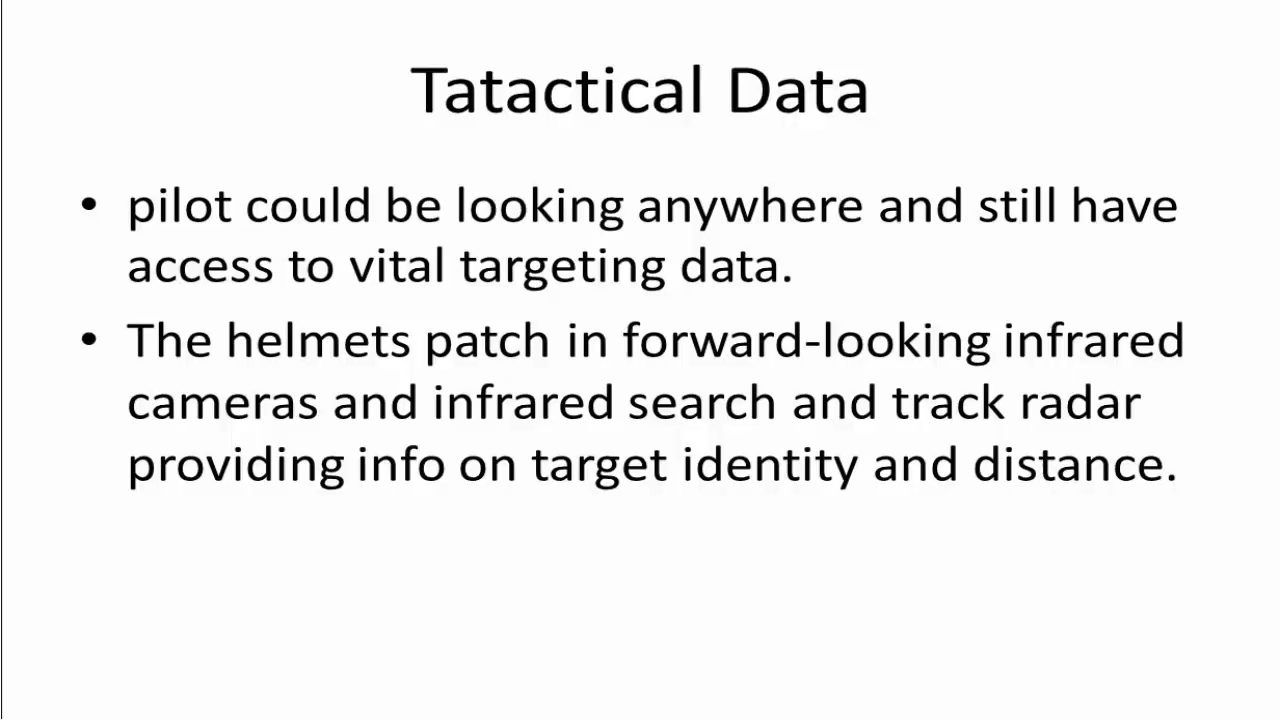 Tatactical Data
• pilot could be looking anywhere and still have
access to vital targeting data.
• The helmets patch in forward-looking infrared
cameras and infrared search and track radar
providing info on target identity and distance.